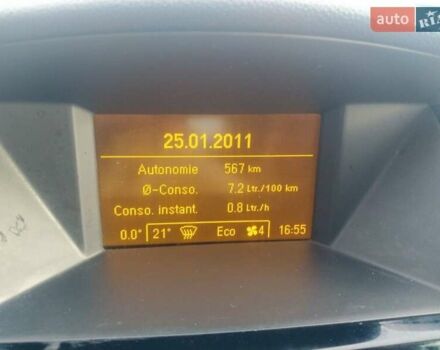 auto RIA
25.01.2011
Autonomie 567 km
Ø-Conso. 7.2 Ltr./100 km
Conso. instant. 0.8 Ltr./h
0.0° 21° Eco 4 16:55